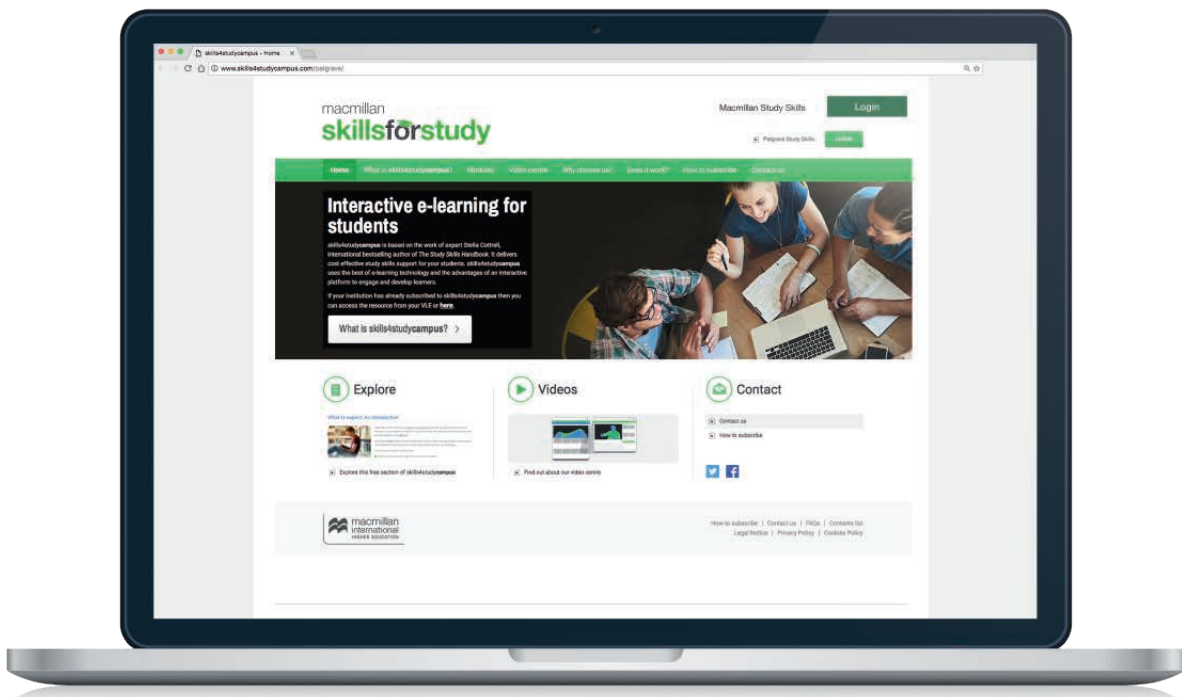 skills4studycampus - Home
www.skills4studycampus.com/palgrave/
macmillan
skillsforstudy
Macmillan Study Skills
Login
Palgrave Study Skills
LOGIN
Home What is skills4studycampus? Modules Video centre Why choose us? Does it work? How to subscribe Contact us
Interactive e-learning for
students
skills4studycampus is based on the work of expert Stella Cottrell,
international bestselling author of The Study Skills Handbook. It delivers
cost effective study skills support for your students. skills4studycampus
uses the best of e-learning technology and the advantages of an interactive
platform to engage and develop learners.
If your institution has already subscribed to skills4studycampus then you
can access the resource from your VLE or here.
What is skills4studycampus? >
Explore
What to expect: An introduction
Explore this free section of skills4studycampus
Videos
Find out about our video centre
Contact
Contact us
How to subscribe
macmillan
international
HIGHER EDUCATION
How to subscribe | Contact us | FAQs | Contents list
Legal Notice | Privacy Policy | Cookies Policy